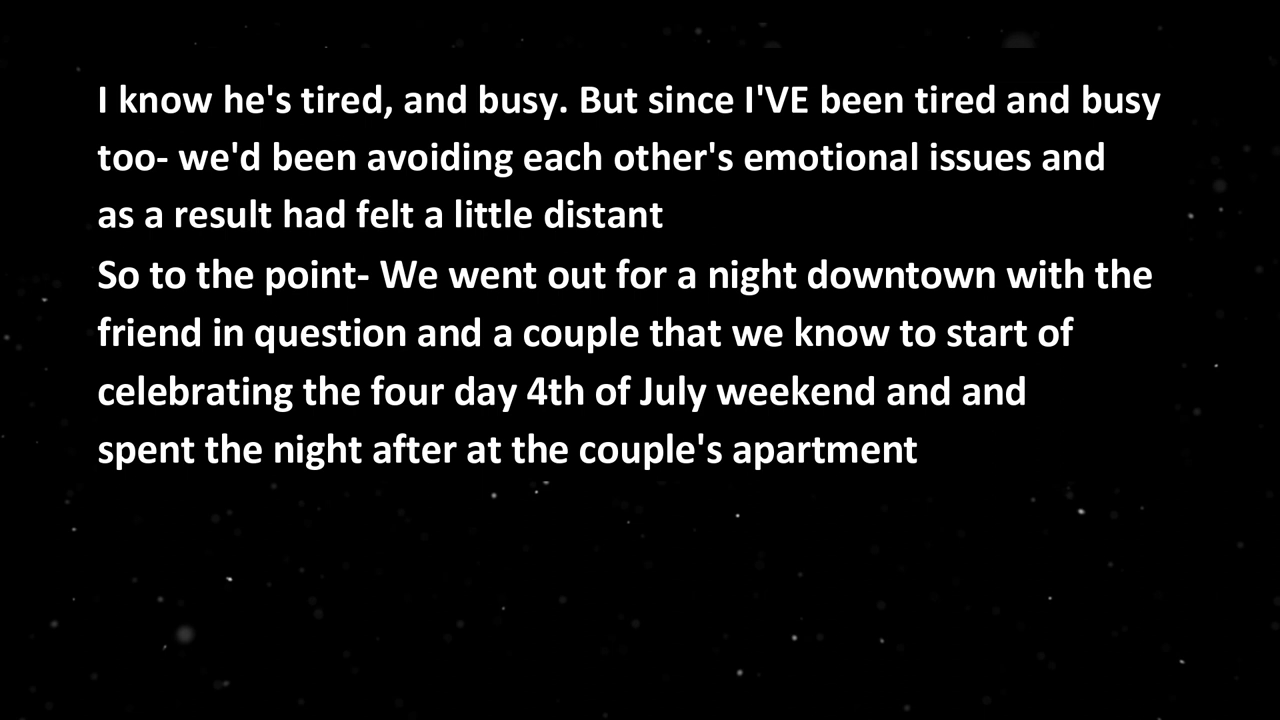 I know he's tired, and busy. But since I'VE been tired and busy
too- we'd been avoiding each other's emotional issues and
as a result had felt a little distant
So to the point- We went out for a night downtown with the
friend in question and a couple that we know to start of
celebrating the four day 4th of July weekend and and
spent the night after at the couple's apartment